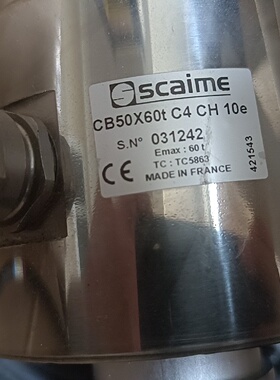 scaime
CB50X60t C4 CH 10e
S.N° 031242
Emax : 60 t
TC : TC5863
MADE IN FRANCE
CE
421543